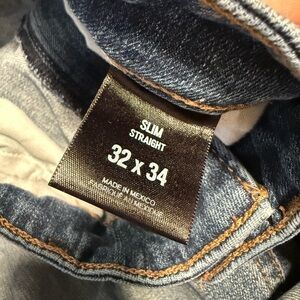 SLIM
STRAIGHT
32 x 34
MADE IN MEXICO
FABRIQUÉ AU MEXIQUE